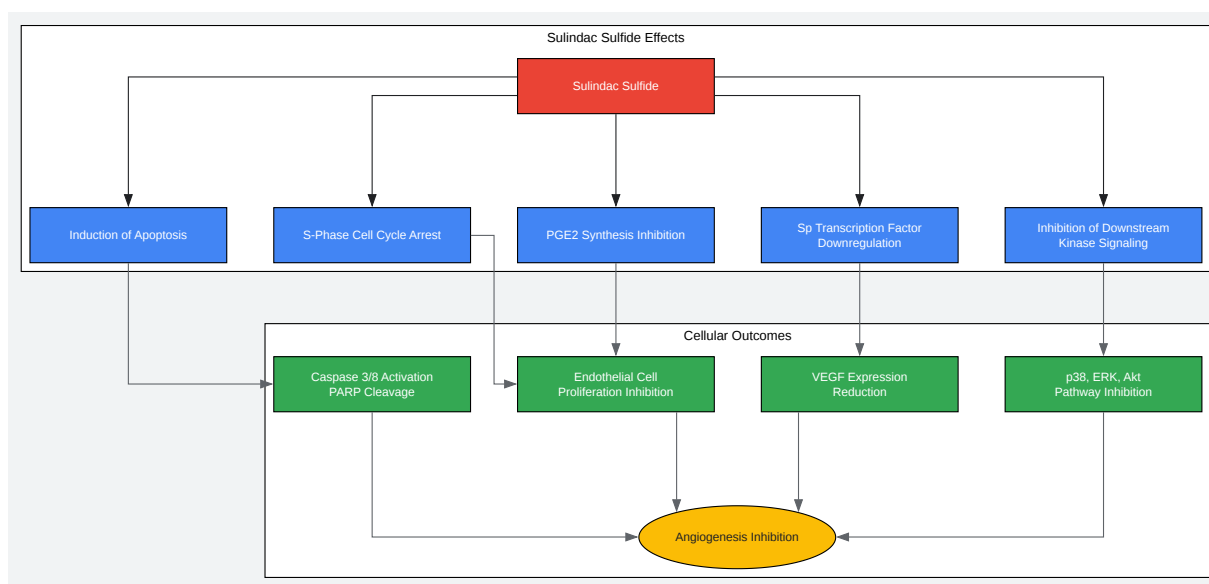 Sulindac Sulfide Effects
Sulindac Sulfide
Induction of Apoptosis
S-Phase Cell Cycle Arrest
PGE2 Synthesis Inhibition
Sp Transcription Factor
Downregulation
Inhibition of Downstream
Kinase Signaling
Cellular Outcomes
Caspase 3/8 Activation
PARP Cleavage
Endothelial Cell
Proliferation Inhibition
VEGF Expression
Reduction
p38, ERK, Akt
Pathway Inhibition
Angiogenesis Inhibition